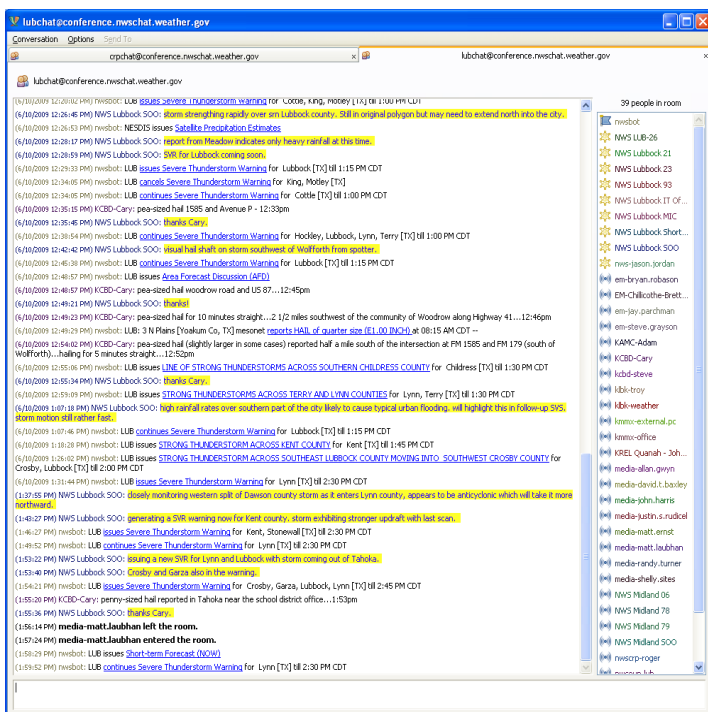 lubchat@conference.nwschat.weather.gov
Conversation Options Send To
crpchat@conference.nwschat.weather.gov × lubchat@conference.nwschat.weather.gov ×
lubchat@conference.nwschat.weather.gov
(6/10/2009 12:20:02 PM) nwsbot: LUB issues Severe Thunderstorm Warning for Cottle, King, Motley [TX] till 1:00 PM CDT
(6/10/2009 12:26:45 PM) NWS Lubbock SOO: storm strengthing rapidly over srn Lubbock county. Still in original polygon but may need to extend north into the city.
(6/10/2009 12:26:53 PM) nwsbot: NESDIS issues Satellite Precipitation Estimates
(6/10/2009 12:28:17 PM) NWS Lubbock SOO: report from Meadow indicates only heavy rainfall at this time.
(6/10/2009 12:28:59 PM) NWS Lubbock SOO: SVR for Lubbock coming soon.
(6/10/2009 12:29:33 PM) nwsbot: LUB issues Severe Thunderstorm Warning for Lubbock [TX] till 1:15 PM CDT
(6/10/2009 12:34:05 PM) nwsbot: LUB cancels Severe Thunderstorm Warning for King, Motley [TX]
(6/10/2009 12:34:05 PM) nwsbot: LUB continues Severe Thunderstorm Warning for Cottle [TX] till 1:00 PM CDT
(6/10/2009 12:35:15 PM) KCBD-Cary: pea-sized hail 1585 and Avenue P - 12:33pm
(6/10/2009 12:35:45 PM) NWS Lubbock SOO: thanks Cary.
(6/10/2009 12:38:54 PM) nwsbot: LUB continues Severe Thunderstorm Warning for Hockley, Lubbock, Lynn, Terry [TX] till 1:00 PM CDT
(6/10/2009 12:42:42 PM) NWS Lubbock SOO: visual hail shaft on storm southwest of Wolfforth from spotter.
(6/10/2009 12:45:38 PM) nwsbot: LUB continues Severe Thunderstorm Warning for Lubbock [TX] till 1:15 PM CDT
(6/10/2009 12:48:57 PM) nwsbot: LUB issues Area Forecast Discussion (AFD)
(6/10/2009 12:48:57 PM) KCBD-Cary: pea-sized hail woodrow road and US 87...12:45pm
(6/10/2009 12:49:21 PM) NWS Lubbock SOO: thanks!
(6/10/2009 12:49:23 PM) KCBD-Cary: pea-sized hail for 10 minutes straight...2 1/2 miles southwest of the community of Woodrow along Highway 41...12:46pm
(6/10/2009 12:49:29 PM) nwsbot: LUB: 3 N Plains [Yoakum Co, TX] mesonet reports HAIL of quarter size (E1.00 INCH) at 08:15 AM CDT --
(6/10/2009 12:54:02 PM) KCBD-Cary: pea-sized hail (slightly larger in some cases) reported half a mile south of the intersection at FM 1585 and FM 179 (south of
Wolfforth)...hailing for 5 minutes straight...12:52pm
(6/10/2009 12:55:06 PM) nwsbot: LUB issues LINE OF STRONG THUNDERSTORMS ACROSS SOUTHERN CHILDRESS COUNTY for Childress [TX] till 1:30 PM CDT
(6/10/2009 12:55:34 PM) NWS Lubbock SOO: thanks Cary.
(6/10/2009 12:59:09 PM) nwsbot: LUB issues STRONG THUNDERSTORMS ACROSS TERRY AND LYNN COUNTIES for Lynn, Terry [TX] till 1:30 PM CDT
(6/10/2009 1:07:18 PM) NWS Lubbock SOO: high rainfall rates over southern part of the city likely to cause typical urban flooding. will highlight this in follow-up SVS.
storm motion still rather fast.
(6/10/2009 1:07:46 PM) nwsbot: LUB continues Severe Thunderstorm Warning for Lubbock [TX] till 1:15 PM CDT
(6/10/2009 1:18:28 PM) nwsbot: LUB issues STRONG THUNDERSTORM ACROSS KENT COUNTY for Kent [TX] till 1:45 PM CDT
(6/10/2009 1:26:02 PM) nwsbot: LUB issues STRONG THUNDERSTORM ACROSS SOUTHEAST LUBBOCK COUNTY MOVING INTO SOUTHWEST CROSBY COUNTY for
Crosby, Lubbock [TX] till 2:00 PM CDT
(6/10/2009 1:31:44 PM) nwsbot: LUB issues Severe Thunderstorm Warning for Lynn [TX] till 2:30 PM CDT
(1:37:55 PM) NWS Lubbock SOO: closely monitoring western split of Dawson county storm as it enters Lynn county, appears to be anticyclonic which will take it more
northward.
(1:43:27 PM) NWS Lubbock SOO: generating a SVR warning now for Kent county. storm exhibiting stronger updraft with last scan.
(1:46:27 PM) nwsbot: LUB issues Severe Thunderstorm Warning for Kent, Stonewall [TX] till 2:30 PM CDT
(1:49:52 PM) nwsbot: LUB continues Severe Thunderstorm Warning for Lynn [TX] till 2:30 PM CDT
(1:53:22 PM) NWS Lubbock SOO: issuing a new SVR for Lynn and Lubbock with storm coming out of Tahoka.
(1:53:40 PM) NWS Lubbock SOO: Crosby and Garza also in the warning.
(1:54:21 PM) nwsbot: LUB issues Severe Thunderstorm Warning for Crosby, Garza, Lubbock, Lynn [TX] till 2:45 PM CDT
(1:55:20 PM) KCBD-Cary: penny-sized hail reported in Tahoka near the school district office...1:53pm
(1:55:36 PM) NWS Lubbock SOO: thanks Cary.
(1:56:14 PM) media-matt.laubhan left the room.
(1:57:24 PM) media-matt.laubhan entered the room.
(1:58:29 PM) nwsbot: LUB issues Short-term Forecast (NOW)
(1:59:52 PM) nwsbot: LUB continues Severe Thunderstorm Warning for Lynn [TX] till 2:30 PM CDT
39 people in room
nwsbot
NWS LUB-26
NWS Lubbock 21
NWS Lubbock 23
NWS Lubbock 93
NWS Lubbock IT Of...
NWS Lubbock MIC
NWS Lubbock Short...
NWS Lubbock SOO
nws-jason.jordan
em-bryan.robason
EM-Chillicothe-Brett...
em-jay.parchman
em-steve.grayson
KAMC-Adam
KCBD-Cary
kcbd-steve
klbk-troy
klbk-weather
kmmx-external.pc
kmmx-office
KREL Quanah - Joh...
media-allan.gwyn
media-david.t.baxley
media-john.harris
media-justin.s.rudicel
media-matt.ernst
media-matt.laubhan
media-randy.turner
media-shelly.sites
NWS Midland 06
NWS Midland 78
NWS Midland 79
NWS Midland SOO
nwscrp-roger